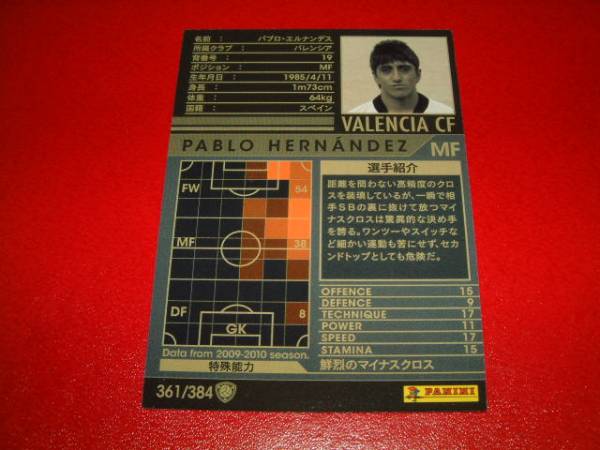 名前 : パブロ・エルナンデス
所属クラブ : バレンシア
背番号 : 19
ポジション : MF
生年月日 : 1985/4/11
身長 : 1m73cm
体重 : 64kg
国籍 : スペイン
VALENCIA CF
PABLO HERNÁNDEZ
MF
FW
54
MF
38
DF
8
GK
Data from 2009-2010 season.
選手紹介
距離を問わない高精度のクロ
スを装填しているが、一瞬で相
手SBの裏に抜けて放つマイ
ナスクロスは驚異的な決め手
を誇る。ワンツーやスイッチな
ど細かい連動も苦にせず、セカ
ンドトップとしても危険だ。
OFFENCE 15
DEFENCE 9
TECHNIQUE 17
POWER 11
SPEED 17
STAMINA 15
特殊能力
鮮烈のマイナスクロス
361/384
PANINI